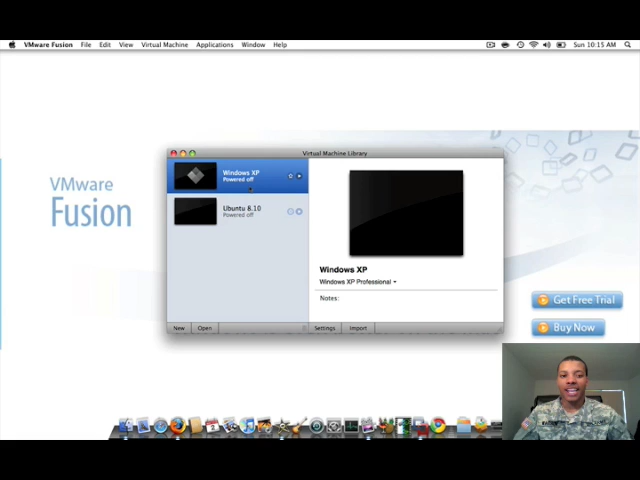 VMware Fusion File Edit View Virtual Machine Applications Window Help Sun 10:15 AM
VMware
Fusion
Virtual Machine Library
Windows XP
Powered off
Ubuntu 8.10
Powered off
Windows XP
Windows XP Professional
Notes:
New Open Settings Import
Get Free Trial
Buy Now